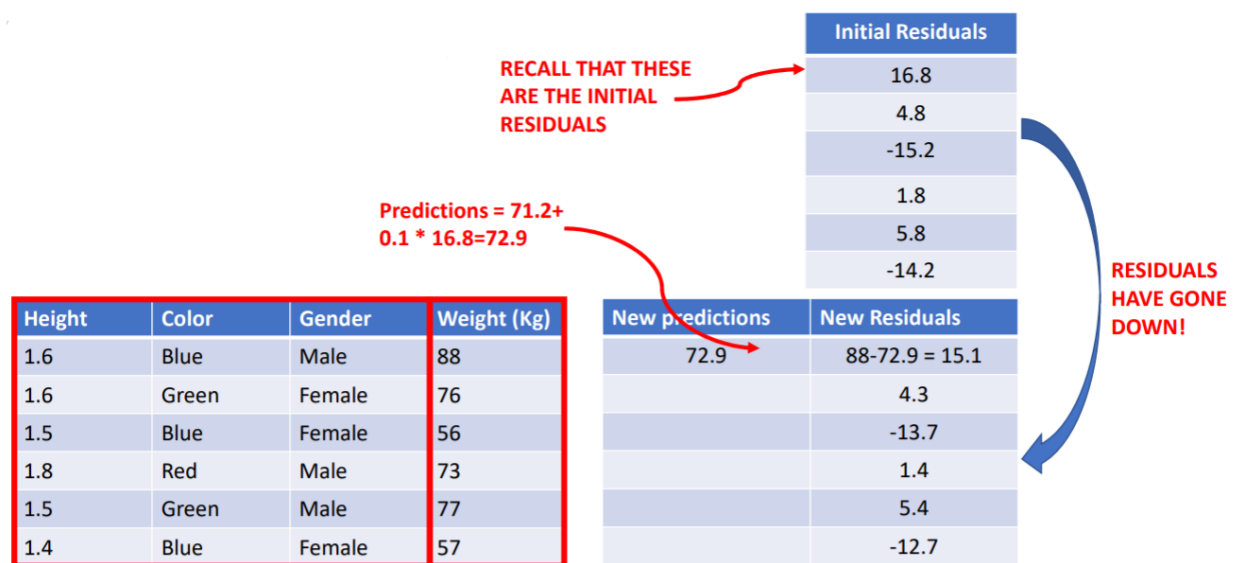 Initial Residuals
RECALL THAT THESE
ARE THE INITIAL
RESIDUALS
16.8
4.8
-15.2
1.8
5.8
-14.2
Predictions = 71.2+
0.1 * 16.8=72.9
RESIDUALS
HAVE GONE
DOWN!
Height Color Gender Weight (Kg) New predictions New Residuals
1.6 Blue Male 88 72.9 88-72.9 = 15.1
1.6 Green Female 76 4.3
1.5 Blue Female 56 -13.7
1.8 Red Male 73 1.4
1.5 Green Male 77 5.4
1.4 Blue Female 57 -12.7